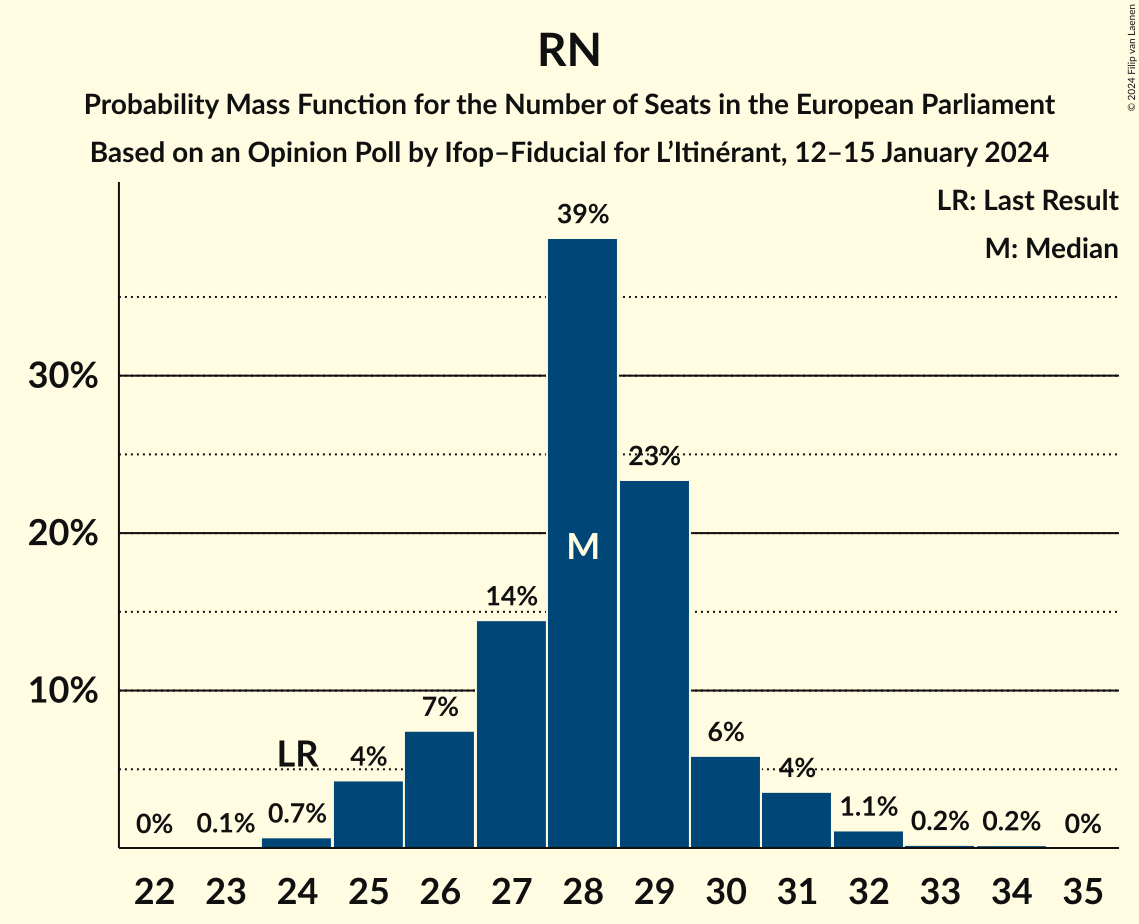 RN
Probability Mass Function for the Number of Seats in the European Parliament
Based on an Opinion Poll by Ifop–Fiducial for L’Itinérant, 12–15 January 2024
© 2024 Filip van Laenen
LR: Last Result
M: Median
30%
20%
10%
0%
0.1%
LR
0.7%
4%
7%
14%
39%
M
23%
6%
4%
1.1%
0.2%
0.2%
0%
22 23 24 25 26 27 28 29 30 31 32 33 34 35